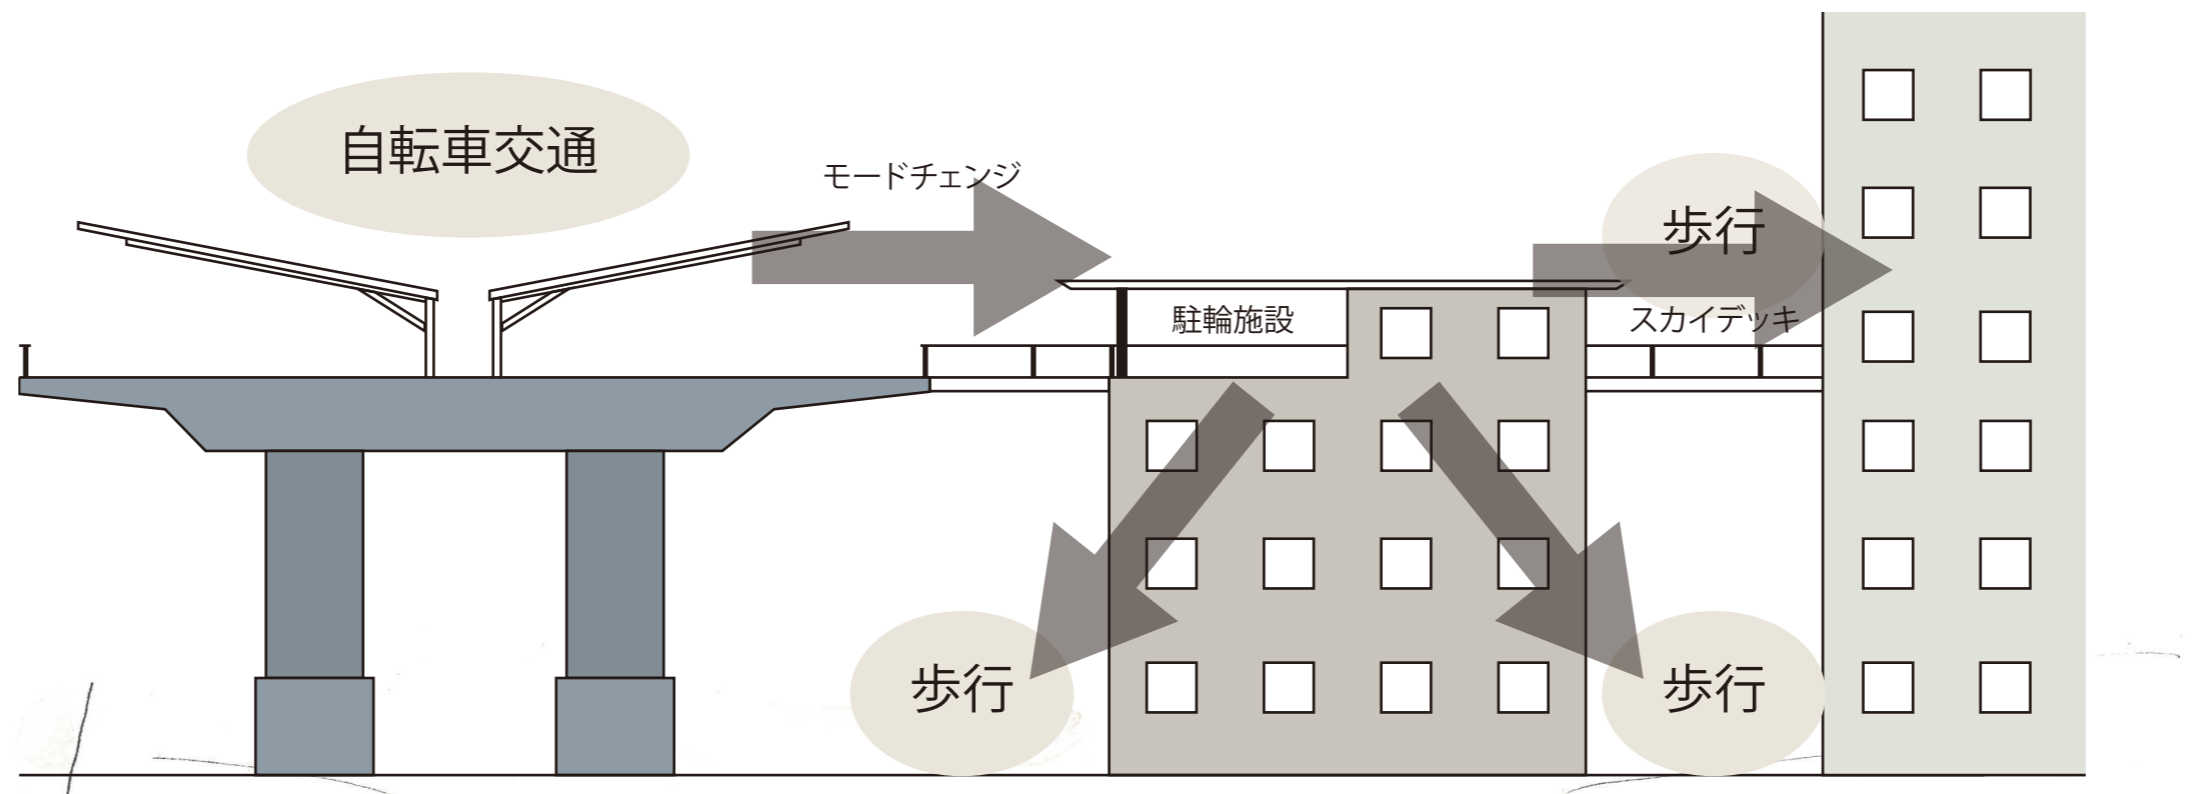 自転車交通
モードチェンジ
歩行
駐輪施設
スカイデッキ
歩行
歩行